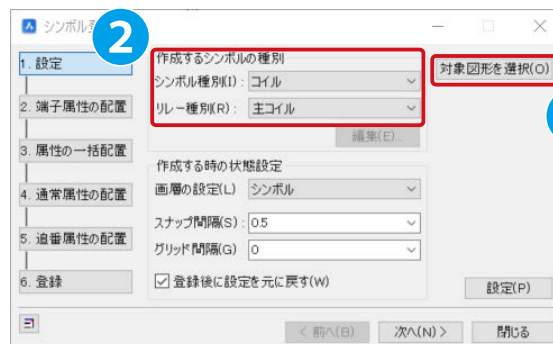 シンボル登
2
1. 設定
2. 端子属性の配置
3. 属性の一括配置
4. 通常属性の配置
5. 追番属性の配置
6. 登録
作成するシンボルの種別
シンボル種別(I): コイル
リレー種別(R): 主コイル
編集(E)...
作成する時の状態設定
画層の設定(L) シンボル
スナップ間隔(S): 0.5
グリッド間隔(G) 0
登録後に設定を元に戻す(W)
対象図形を選択(O)
設定(P)
< 前へ(B)
次へ(N) >
閉じる